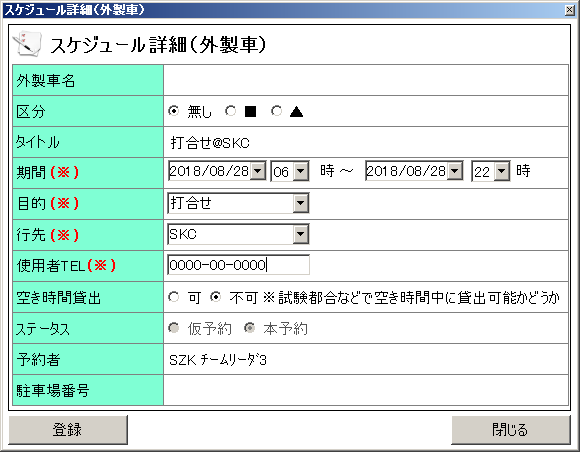 スケジュール詳細(外製車)
スケジュール詳細(外製車)
外製車名
区分 無し ■ ▲
タイトル 打合せ@SKC
期間(※) 2018/08/28 06 時 ～ 2018/08/28 22 時
目的(※) 打合せ
行先(※) SKC
使用者TEL(※) 0000-00-0000
空き時間貸出 可 不可 ※試験都合などで空き時間中に貸出可能かどうか
ステータス 仮予約 本予約
予約者 SZK ﾁｰﾑﾘｰﾀﾞ3
駐車場番号
登録 閉じる